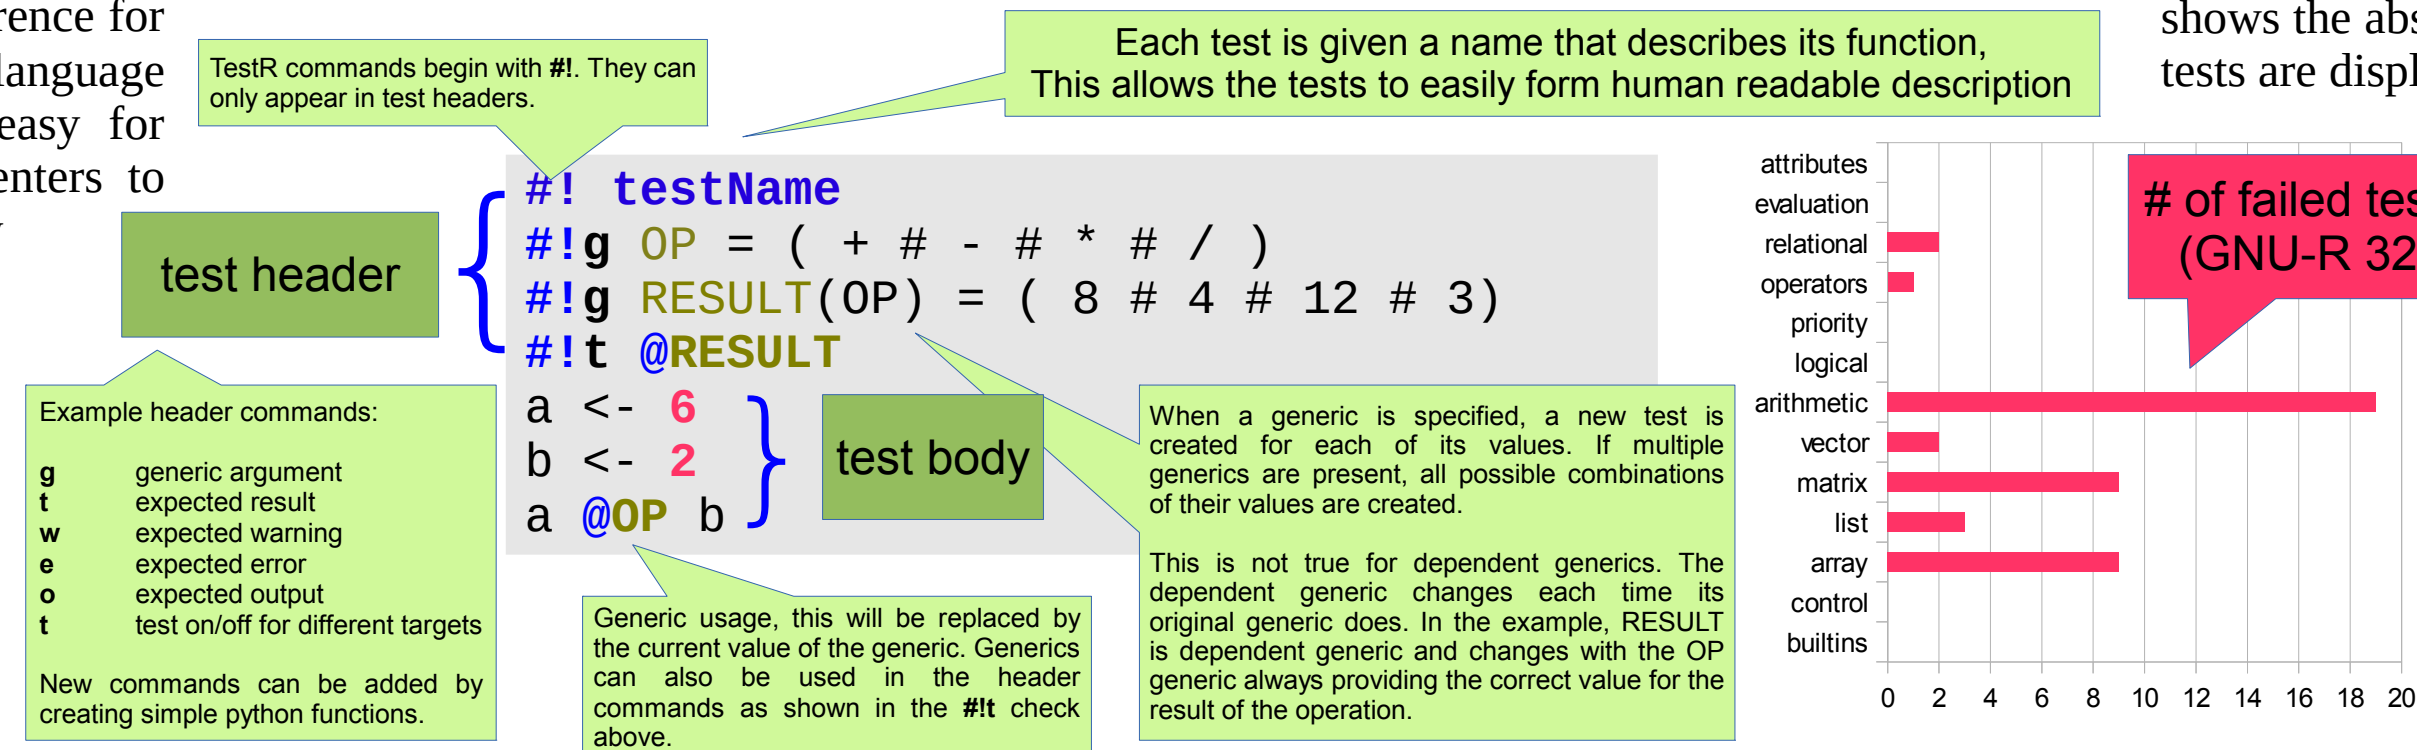 rence for
language
easy for
enters to
TestR commands begin with #!. They can
only appear in test headers.
Each test is given a name that describes its function,
This allows the tests to easily form human readable description
shows the abs
tests are displ
test header
#! testName
#!g OP = ( + # - # * # / )
#!g RESULT(OP) = ( 8 # 4 # 12 # 3)
#!t @RESULT
a <- 6
b <- 2
a @OP b
test body
Example header commands:
g generic argument
t expected result
w expected warning
e expected error
o expected output
t test on/off for different targets
New commands can be added by
creating simple python functions.
Generic usage, this will be replaced by
the current value of the generic. Generics
can also be used in the header
commands as shown in the #!t check
above.
When a generic is specified, a new test is
created for each of its values. If multiple
generics are present, all possible combinations
of their values are created.
This is not true for dependent generics. The
dependent generic changes each time its
original generic does. In the example, RESULT
is dependent generic and changes with the OP
generic always providing the correct value for the
result of the operation.
# of failed tes
(GNU-R 32
attributes
evaluation
relational
operators
priority
logical
arithmetic
vector
matrix
list
array
control
builtins
0 2 4 6 8 10 12 14 16 18 20